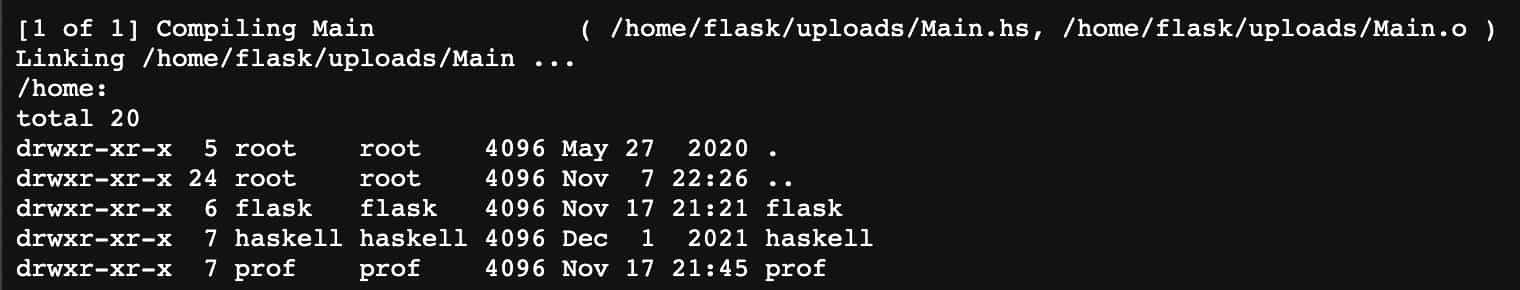 [1 of 1] Compiling Main             ( /home/flask/uploads/Main.hs, /home/flask/uploads/Main.o )
Linking /home/flask/uploads/Main ...
/home:
total 20
drwxr-xr-x  5 root    root    4096 May 27  2020 .
drwxr-xr-x 24 root    root    4096 Nov  7 22:26 ..
drwxr-xr-x  6 flask   flask   4096 Nov 17 21:21 flask
drwxr-xr-x  7 haskell haskell 4096 Dec  1  2021 haskell
drwxr-xr-x  7 prof    prof    4096 Nov 17 21:45 prof